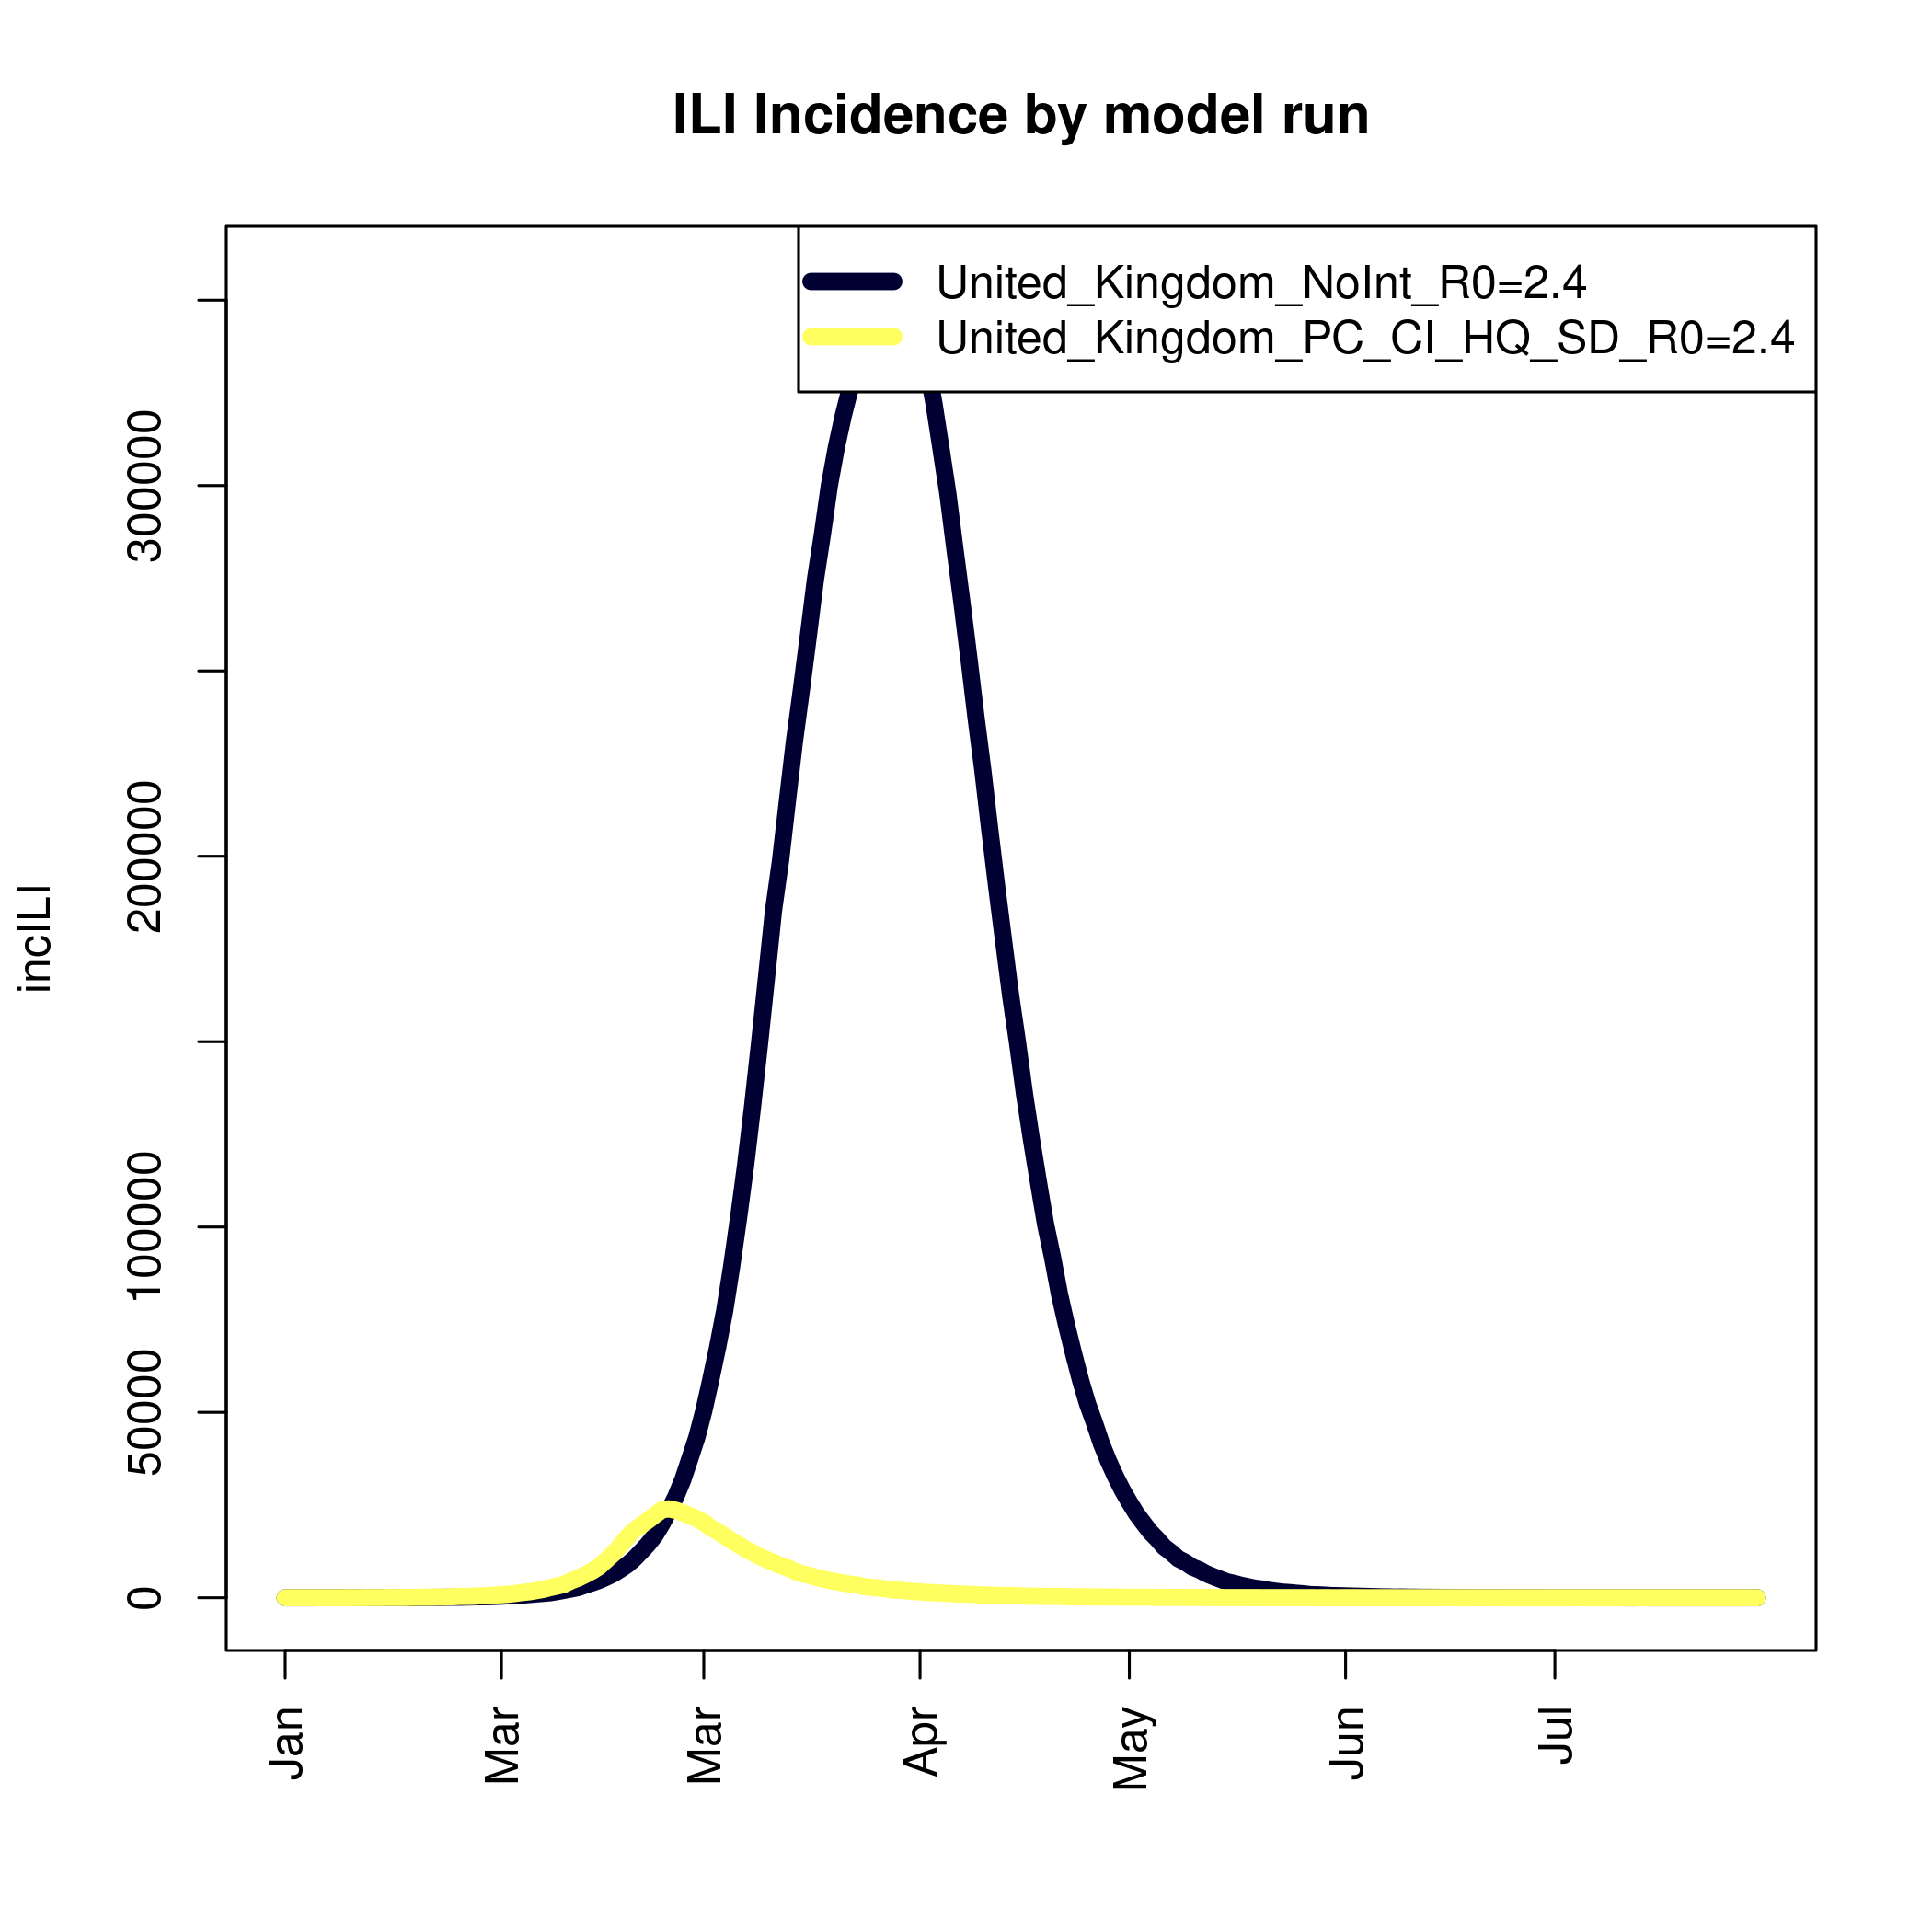 ILI Incidence by model run
United_Kingdom_NoInt_R0=2.4
United_Kingdom_PC_CI_HQ_SD_R0=2.4
incILI
300000
200000
100000
50000
0
Jan
Mar
Mar
Apr
May
Jun
Jul